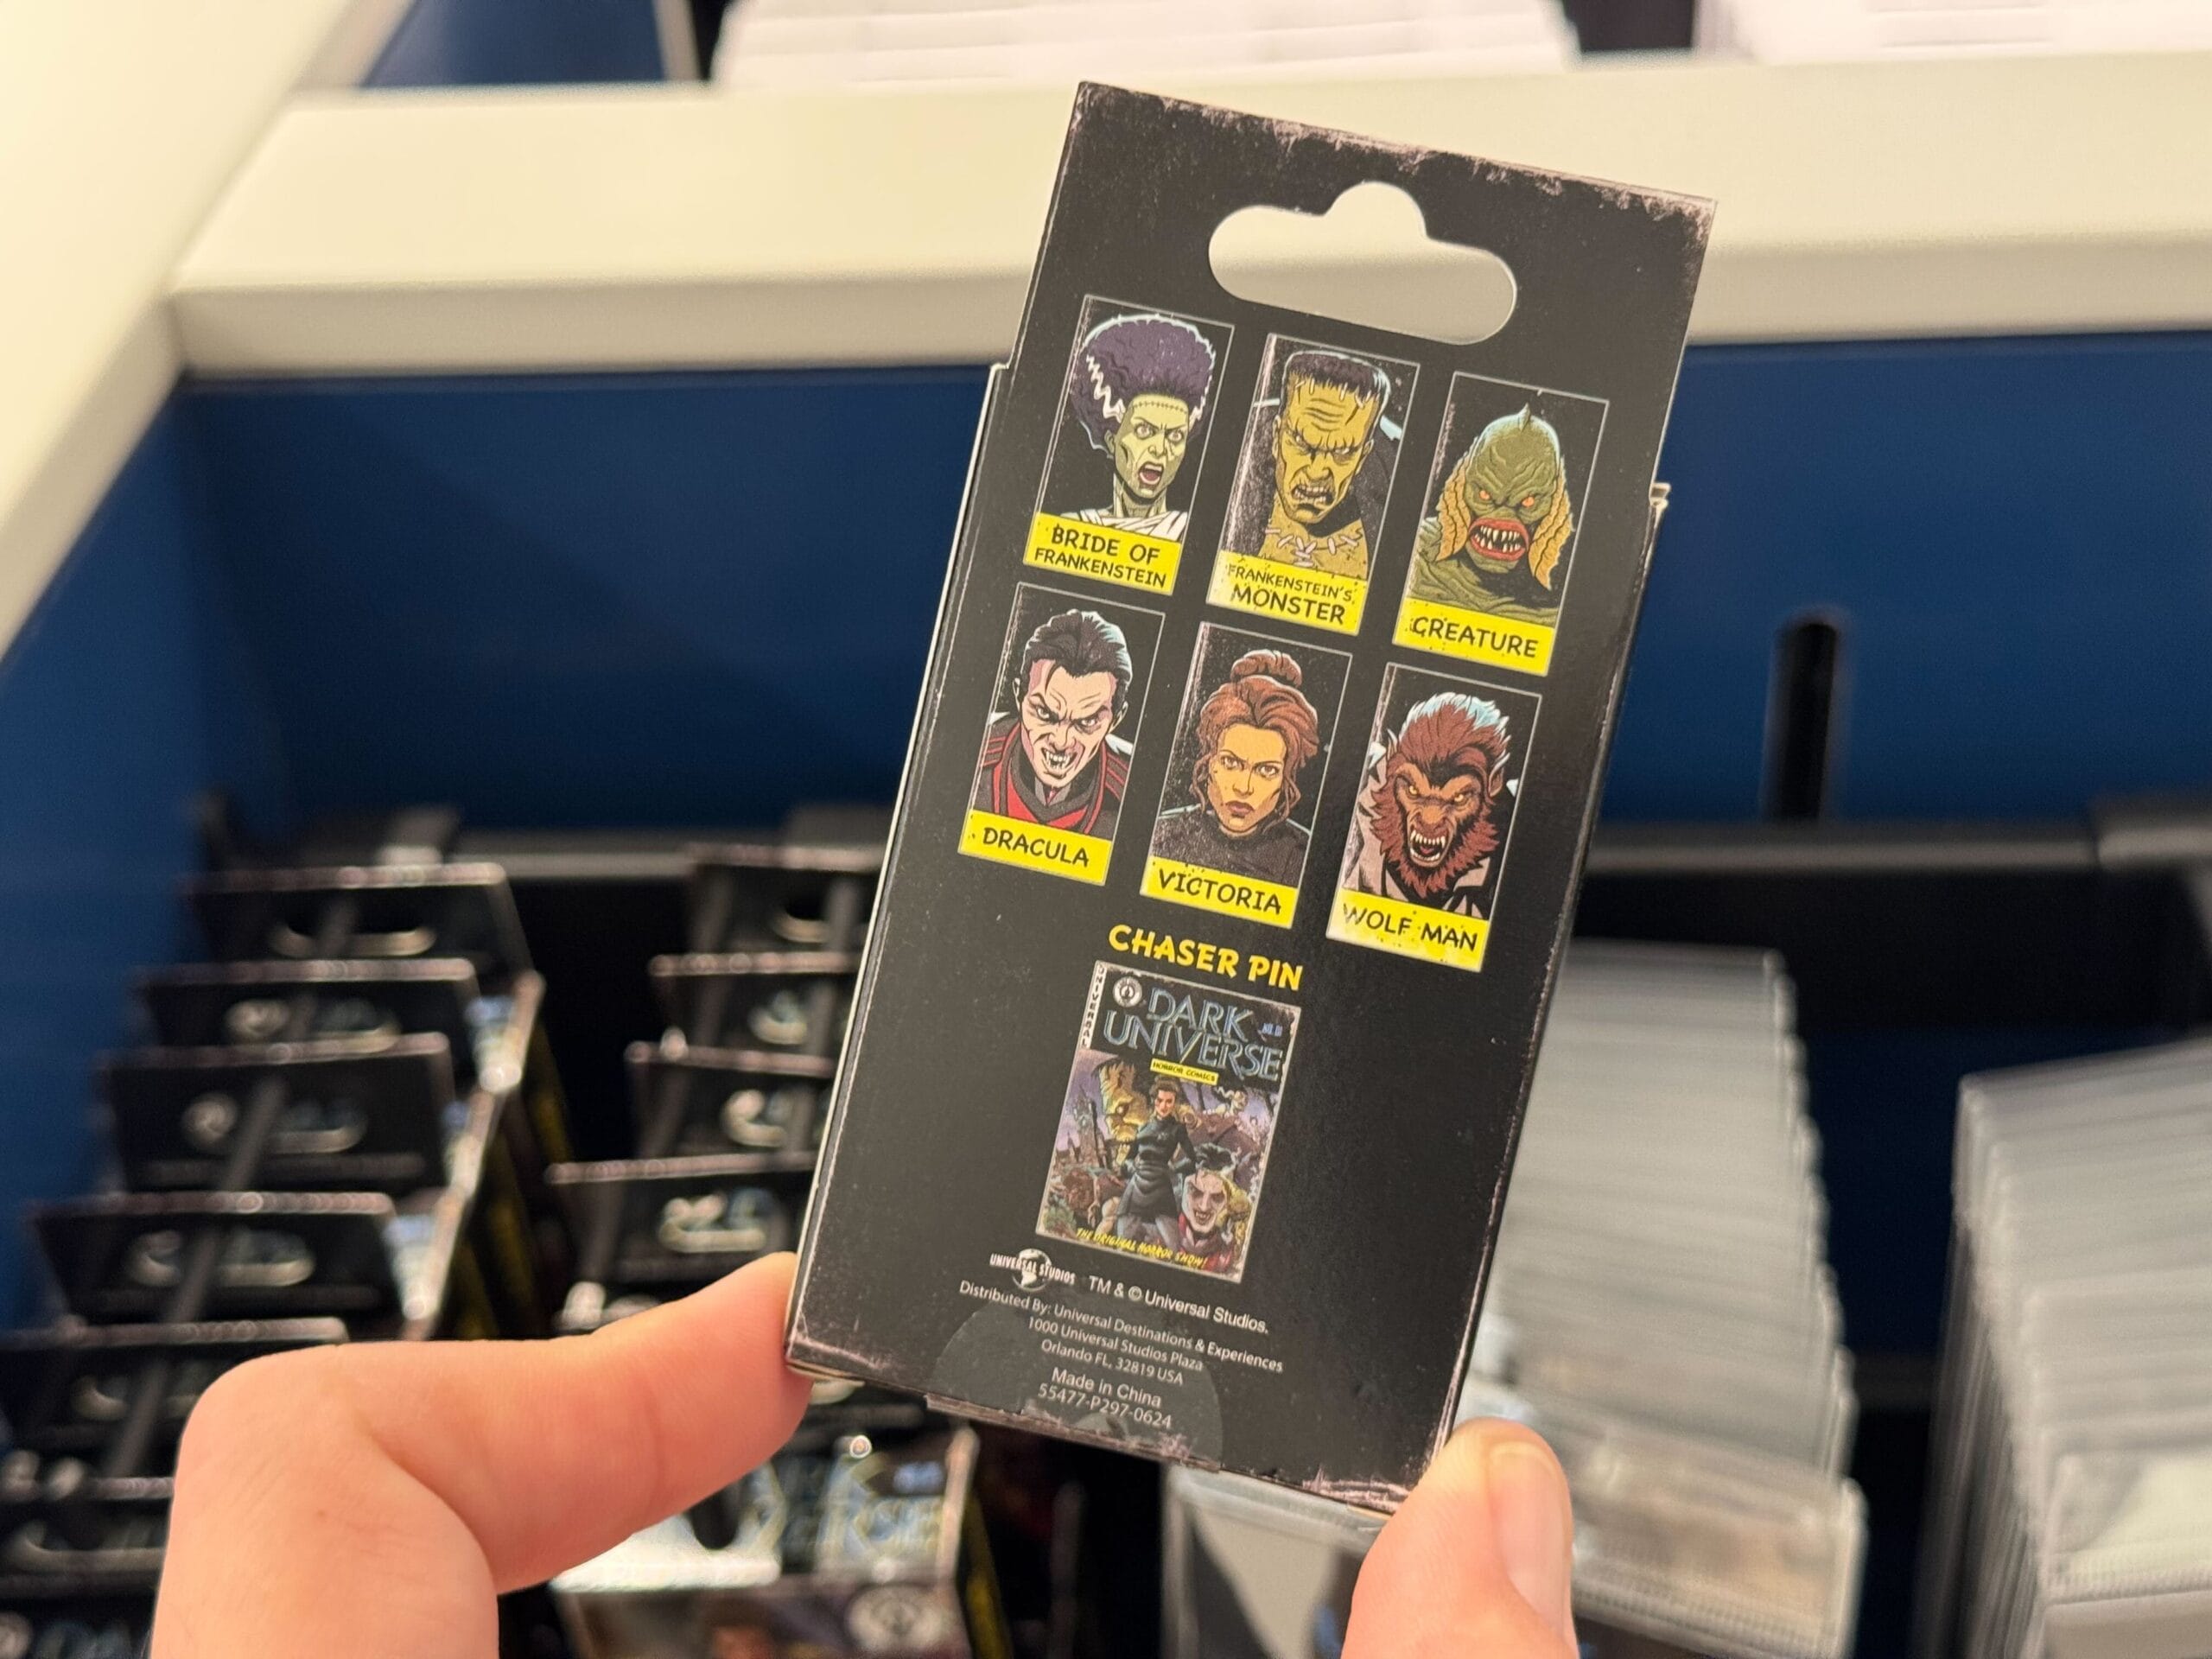 BRIDE OF
FRANKENSTEIN
FRANKENSTEIN'S
MONSTER
CREATURE
DRACULA
VICTORIA
WOLF MAN
CHASER PIN
UNIVERSAL
DARK
UNIVERSE
HORROR COMICS
THE ORIGINAL HORROR SHOW!
UNIVERSAL STUDIOS
TM & © Universal Studios.
Distributed By: Universal Destinations & Experiences
1000 Universal Studios Plaza
Orlando FL, 32819 USA
Made in China
55477-P297-0624